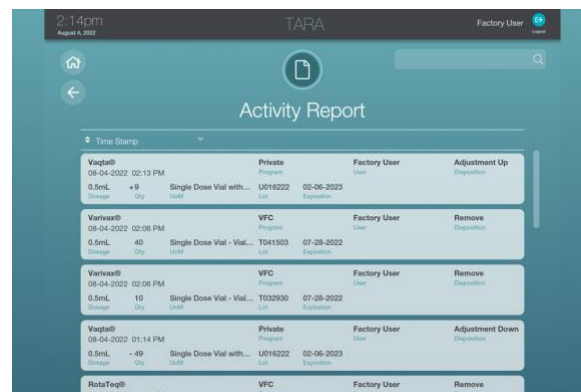 2:14pm
August 4, 2022
TARA
Factory User
Logout
Activity Report
Time Stamp
Vaqta® Private Factory User Adjustment Up
08-04-2022 02:13 PM Program User Disposition
0.5mL +9 Single Dose Vial with... U016222 02-06-2023
Dosage Qty UoM Lot Expiration
Varivax® VFC Factory User Remove
08-04-2022 02:06 PM Program User Disposition
0.5mL 40 Single Dose Vial - Vial... T041503 07-28-2022
Dosage Qty UoM Lot Expiration
Varivax® VFC Factory User Remove
08-04-2022 02:06 PM Program User Disposition
0.5mL 10 Single Dose Vial - Vial... T032930 07-28-2022
Dosage Qty UoM Lot Expiration
Vaqta® Private Factory User Adjustment Down
08-04-2022 01:14 PM Program User Disposition
0.5mL - 49 Single Dose Vial with... U016222 02-06-2023
Dosage Qty UoM Lot Expiration
RotaTeq® VFC Factory User Remove